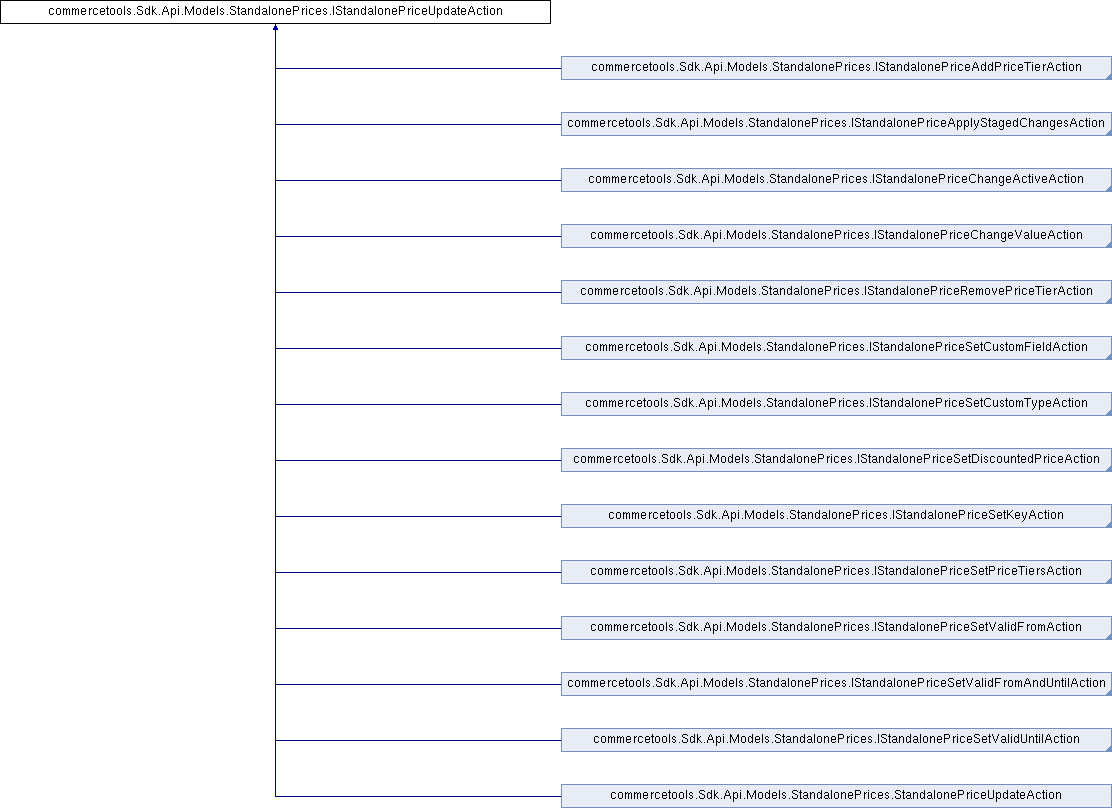 commercetools.Sdk.Api.Models.StandalonePrices.IStandalonePriceUpdateAction
commercetools.Sdk.Api.Models.StandalonePrices.IStandalonePriceAddPriceTierAction
commercetools.Sdk.Api.Models.StandalonePrices.IStandalonePriceApplyStagedChangesAction
commercetools.Sdk.Api.Models.StandalonePrices.IStandalonePriceChangeActiveAction
commercetools.Sdk.Api.Models.StandalonePrices.IStandalonePriceChangeValueAction
commercetools.Sdk.Api.Models.StandalonePrices.IStandalonePriceRemovePriceTierAction
commercetools.Sdk.Api.Models.StandalonePrices.IStandalonePriceSetCustomFieldAction
commercetools.Sdk.Api.Models.StandalonePrices.IStandalonePriceSetCustomTypeAction
commercetools.Sdk.Api.Models.StandalonePrices.IStandalonePriceSetDiscountedPriceAction
commercetools.Sdk.Api.Models.StandalonePrices.IStandalonePriceSetKeyAction
commercetools.Sdk.Api.Models.StandalonePrices.IStandalonePriceSetPriceTiersAction
commercetools.Sdk.Api.Models.StandalonePrices.IStandalonePriceSetValidFromAction
commercetools.Sdk.Api.Models.StandalonePrices.IStandalonePriceSetValidFromAndUntilAction
commercetools.Sdk.Api.Models.StandalonePrices.IStandalonePriceSetValidUntilAction
commercetools.Sdk.Api.Models.StandalonePrices.StandalonePriceUpdateAction